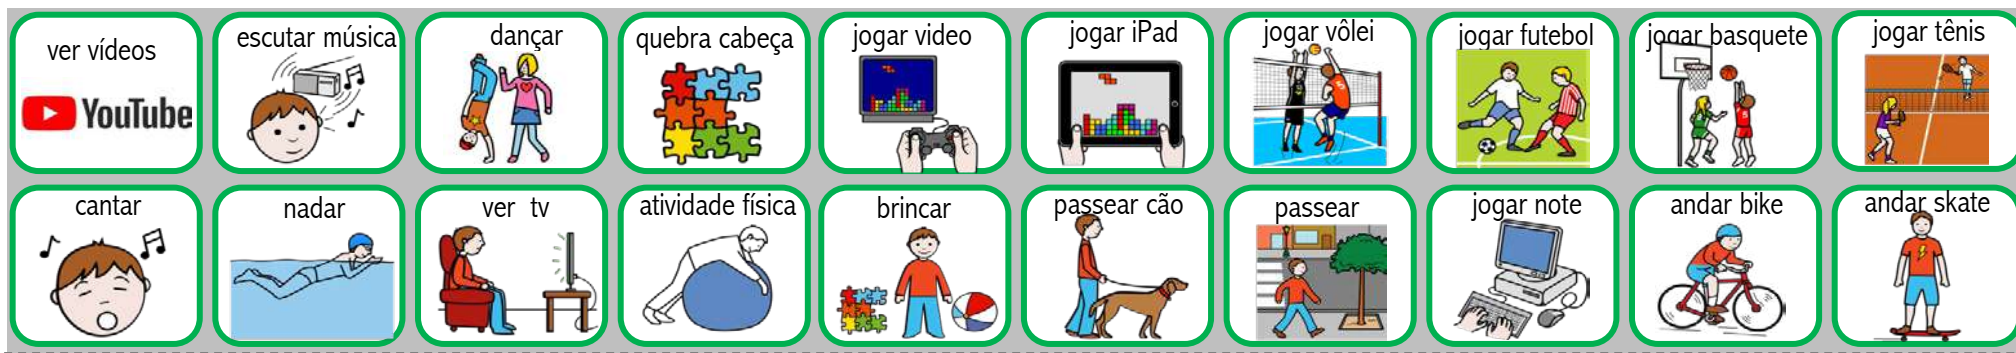 ver vídeos
YouTube
escutar música
dançar
quebra cabeça
jogar video
jogar iPad
jogar vôlei
jogar futebol
jogar basquete
jogar tênis
cantar
nadar
ver tv
atividade física
brincar
passear cão
passear
jogar note
andar bike
andar skate